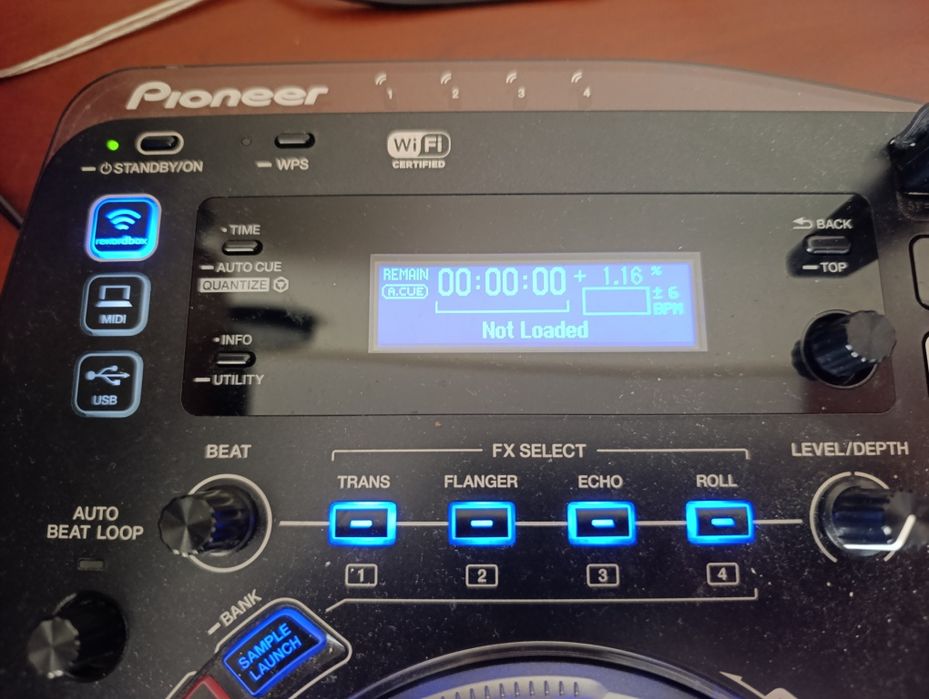 Pioneer
1 2 3 4
STANDBY/ON
WPS
Wi Fi
CERTIFIED
rekordbox
TIME
AUTO CUE
QUANTIZE
BACK
TOP
REMAIN 00:00:00 + 1.16 %
A.CUE ± 6
BPM
Not Loaded
MIDI
INFO
UTILITY
USB
BEAT
FX SELECT
LEVEL/DEPTH
TRANS FLANGER ECHO ROLL
AUTO
BEAT LOOP
1 2 3 4
BANK
SAMPLE
LAUNCH